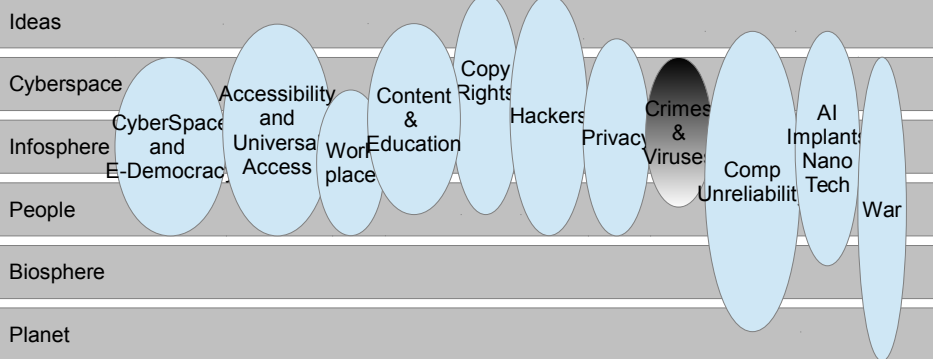 Ideas
Cyberspace
Infosphere
People
Biosphere
Planet
CyberSpace
and
E-Democrac
Accessibility
and
Universa
Access
Work
place
Content
&
Education
Copy
Rights
Hackers
Privacy
Crimes
&
Viruses
Comp
Unreliabilit
AI
Implants
Nano
Tech
War